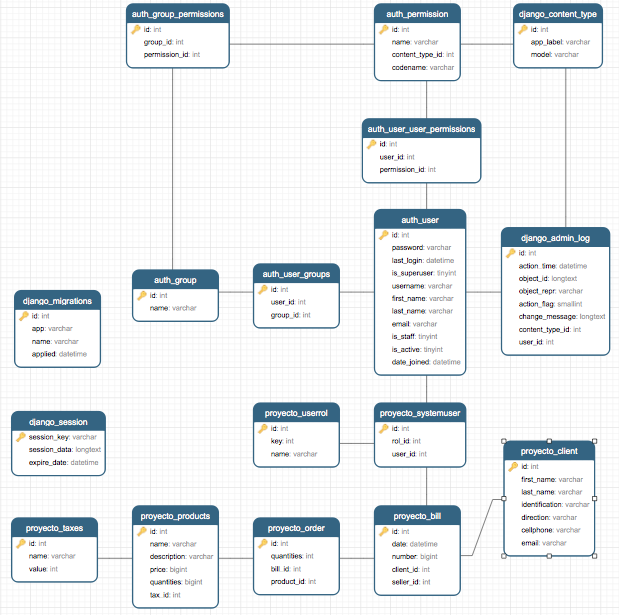 auth_group_permissions
id: int
group_id: int
permission_id: int
auth_permission
id: int
name: varchar
content_type_id: int
codename: varchar
django_content_type
id: int
app_label: varchar
model: varchar
auth_user_user_permissions
id: int
user_id: int
permission_id: int
auth_user
id: int
password: varchar
last_login: datetime
is_superuser: tinyint
username: varchar
first_name: varchar
last_name: varchar
email: varchar
is_staff: tinyint
is_active: tinyint
date_joined: datetime
django_admin_log
id: int
action_time: datetime
object_id: longtext
object_repr: varchar
action_flag: smallint
change_message: longtext
content_type_id: int
user_id: int
auth_group
id: int
name: varchar
auth_user_groups
id: int
user_id: int
group_id: int
django_migrations
id: int
app: varchar
name: varchar
applied: datetime
django_session
session_key: varchar
session_data: longtext
expire_date: datetime
proyecto_userrol
id: int
key: int
name: varchar
proyecto_systemuser
id: int
rol_id: int
user_id: int
proyecto_client
id: int
first_name: varchar
last_name: varchar
identification: varchar
direction: varchar
cellphone: varchar
email: varchar
proyecto_taxes
id: int
name: varchar
value: int
proyecto_products
id: int
name: varchar
description: varchar
price: bigint
quantities: bigint
tax_id: int
proyecto_order
id: int
quantities: int
bill_id: int
product_id: int
proyecto_bill
id: int
date: datetime
number: bigint
client_id: int
seller_id: int